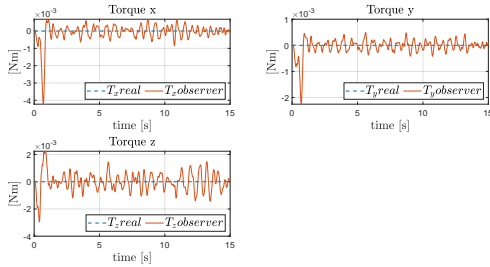 Torque x
×10⁻³
0
-1
-2
-3
-4
[Nm]
T_x real T_x observer
0 5 10 15
time [s]
Torque y
×10⁻³
1
0
-1
-2
[Nm]
T_y real T_y observer
0 5 10 15
time [s]
Torque z
×10⁻³
2
0
-2
-4
[Nm]
T_z real T_z observer
0 5 10 15
time [s]